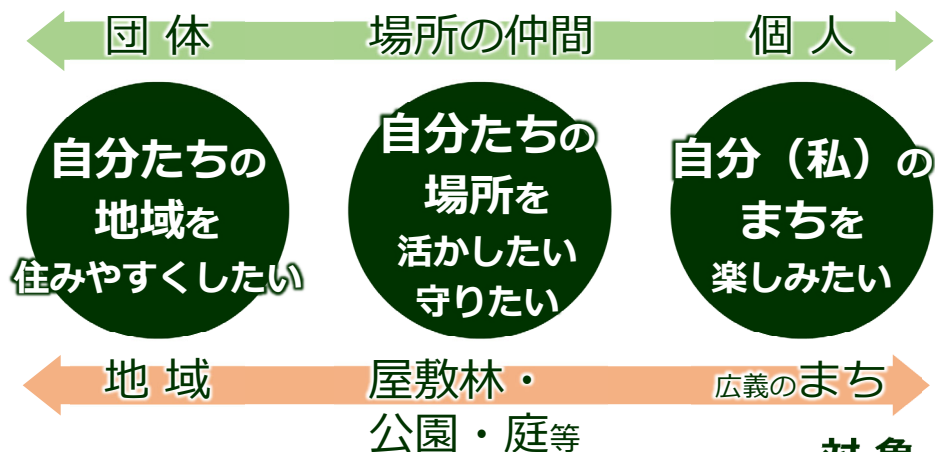 団 体
場所の仲間
個 人
自分たちの
地域を
住みやすくしたい
自分たちの
場所を
活かしたい
守りたい
自分（私）の
まちを
楽しみたい
地 域
屋敷林・
公園・庭等
広義のまち
対 象